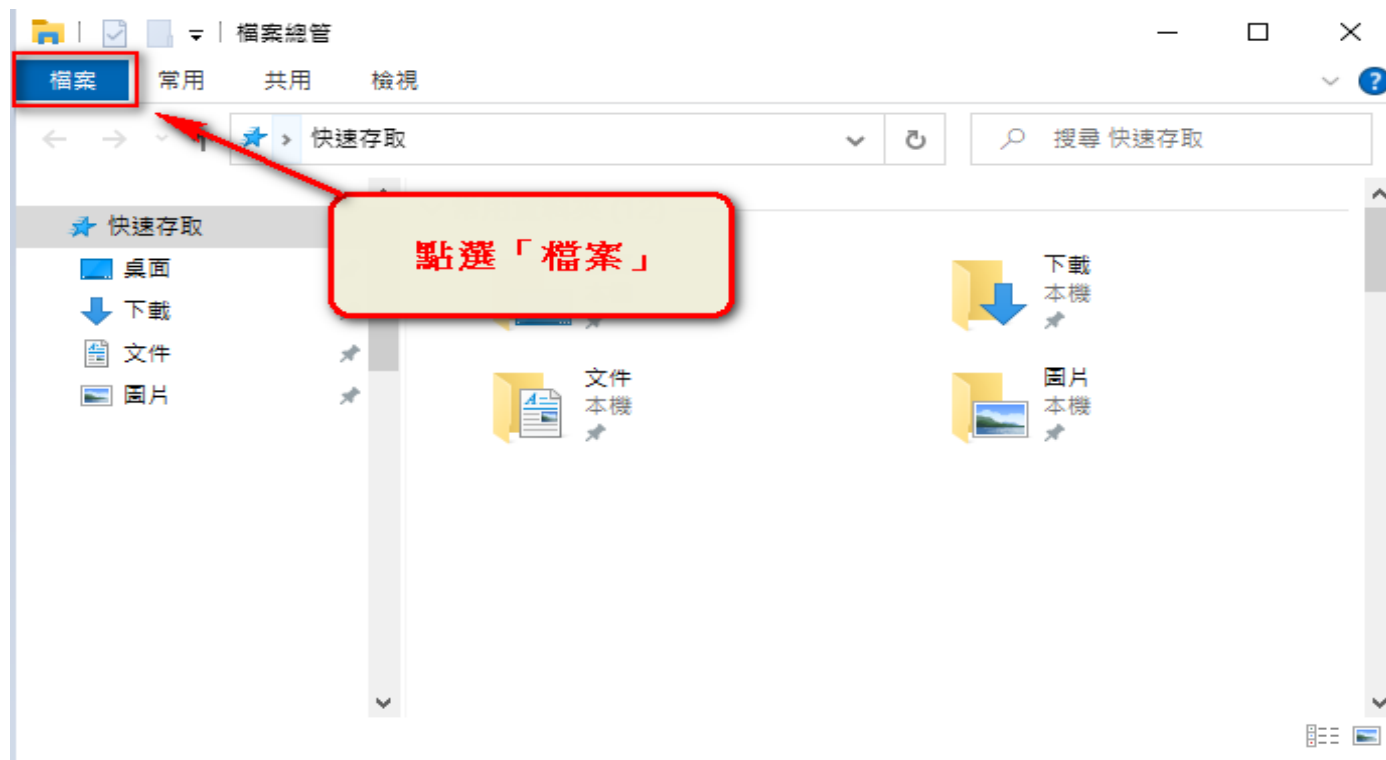 檔案總管
檔案 常用 共用 檢視
快速存取
搜尋 快速存取
點選「檔案」
快速存取
桌面
下載
文件
圖片
下載
本機
文件
本機
圖片
本機